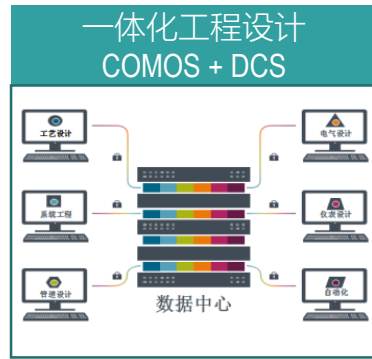 一体化工程设计
COMOS + DCS
工艺设计
电气设计
系统工程
仪表设计
管道设计
自动化
数据中心